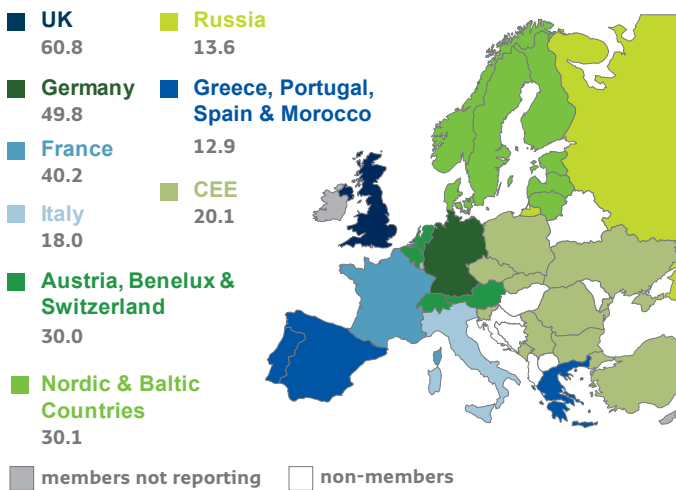 UK
60.8
Germany
49.8
France
40.2
Italy
18.0
Austria, Benelux &
Switzerland
30.0
Nordic & Baltic
Countries
30.1
Russia
13.6
Greece, Portugal,
Spain & Morocco
12.9
CEE
20.1
members not reporting
non-members